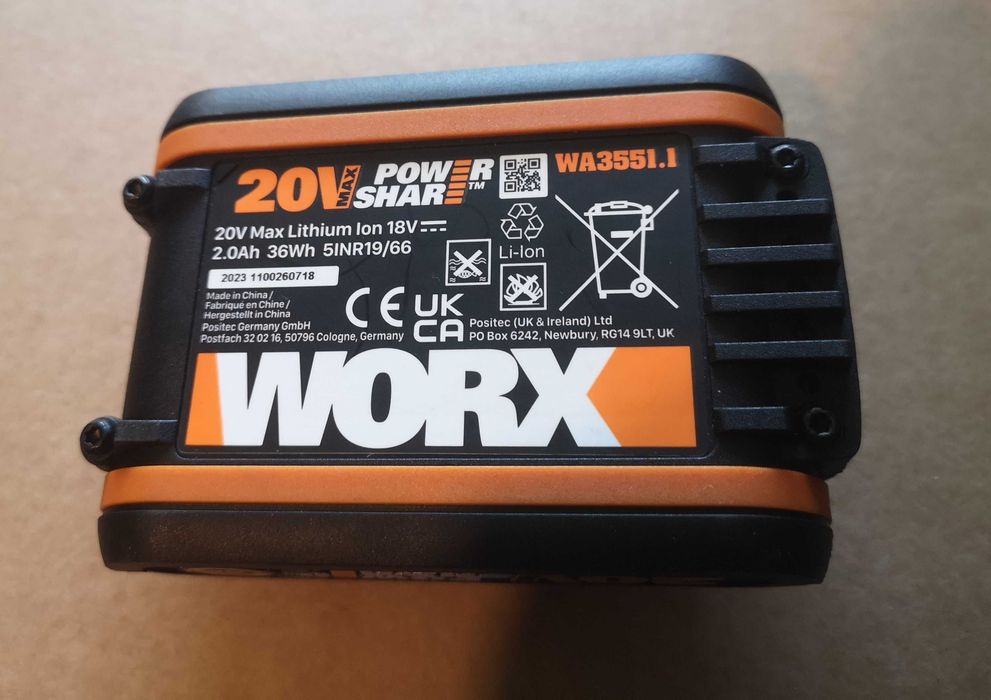 20V MAX POWER SHARE™
WA3551.1
20V Max Lithium Ion 18V
2.0Ah 36Wh 5INR19/66
2023 1100260718
Li-Ion
Made in China /
Fabriqué en Chine /
Hergestellt in China
Positec Germany GmbH
Postfach 32 02 16, 50796 Cologne, Germany
CE
UK
CA
Positec (UK & Ireland) Ltd
PO Box 6242, Newbury, RG14 9LT, UK
WORX